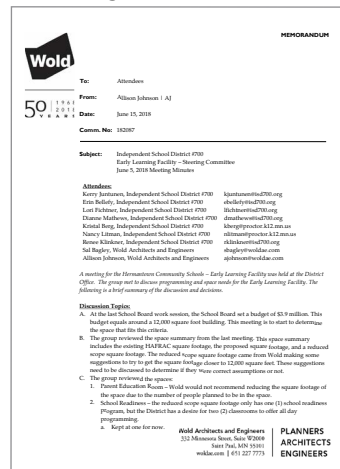 MEMORANDUM
Wold
50 YEARS 1968 2018
To: Attendees
From: Allison Johnson | AJ
Date: June 15, 2018
Comm. No: 182087
Subject: Independent School District #700
Early Learning Facility – Steering Committee
June 5, 2018 Meeting Minutes
Attendees:
Kerry Juntunen, Independent School District #700 kjuntunen@isd700.org
Erin Bellefy, Independent School District #700 ebellefy@isd700.org
Lori Fichtner, Independent School District #700 lfichtner@isd700.org
Dianne Mathews, Independent School District #700 dmathews@isd700.org
Kristal Berg, Independent School District #700 kberg@proctor.k12.mn.us
Nancy Litman, Independent School District #700 nlitman@proctor.k12.mn.us
Renee Klinkner, Independent School District #700 rklinkner@isd700.org
Sal Bagley, Wold Architects and Engineers sbagley@woldae.com
Allison Johnson, Wold Architects and Engineers ajohnson@woldae.com
A meeting for the Hermantown Community Schools – Early Learning Facility was held at the District
Office. The group met to discuss programming and space needs for the Early Learning Facility. The
following is a brief summary of the discussion and decisions.
Discussion Topics:
A. At the last School Board work session, the School Board set a budget of $3.9 million. This
budget equals around a 12,000 square foot building. This meeting is to start to determine
the space that fits this criteria.
B. The group reviewed the space summary from the last meeting. This space summary
includes the existing HAFRAC square footage, the proposed square footage, and a reduced
scope square footage. The reduced scope square footage came from Wold making some
suggestions to try to get the square footage closer to 12,000 square feet. These suggestions
need to be discussed to determine if they were correct assumptions or not.
C. The group reviewed the spaces:
1. Parent Education Room – Wold would not recommend reducing the square footage of
the space due to the number of people planned to be in the space.
2. School Readiness – the reduced scope square footage only has one (1) school readiness
program, but the District has a desire for two (2) classrooms to offer all day
programming.
a. Kept at one for now.
Wold Architects and Engineers
332 Minnesota Street, Suite W2000
Saint Paul, MN 55101
woldae.com | 651 227 7773
PLANNERS
ARCHITECTS
ENGINEERS